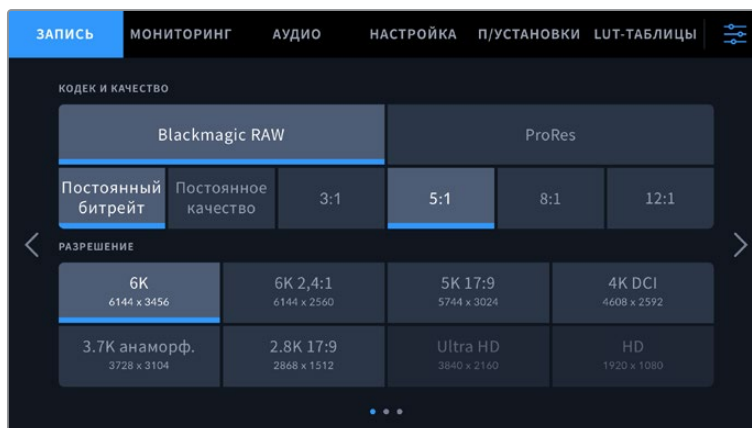 ЗАПИСЬ МОНИТОРИНГ АУДИО НАСТРОЙКА П/УСТАНОВКИ LUT-ТАБЛИЦЫ
КОДЕК И КАЧЕСТВО
Blackmagic RAW ProRes
Постоянный битрейт Постоянное качество 3:1 5:1 8:1 12:1
РАЗРЕШЕНИЕ
6K 6K 2,4:1 5K 17:9 4K DCI
6144 x 3456 6144 x 2560 5744 x 3024 4608 x 2592
3.7K анаморф. 2.8K 17:9 Ultra HD HD
3728 x 3104 2868 x 1512 3840 x 2160 1920 x 1080